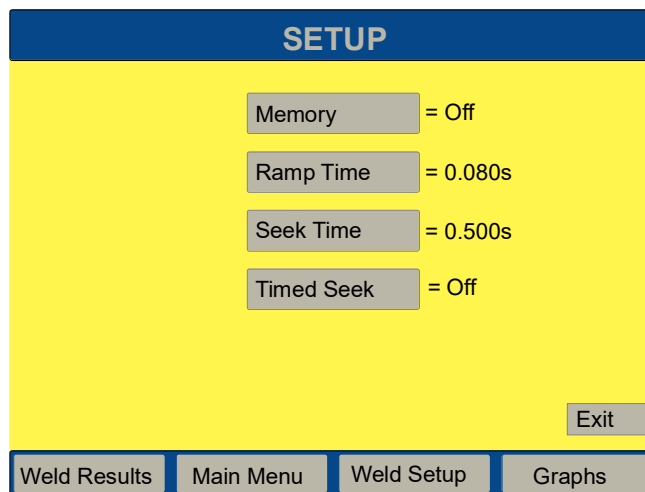 SETUP
Memory = Off
Ramp Time = 0.080s
Seek Time = 0.500s
Timed Seek = Off
Exit
Weld Results Main Menu Weld Setup Graphs